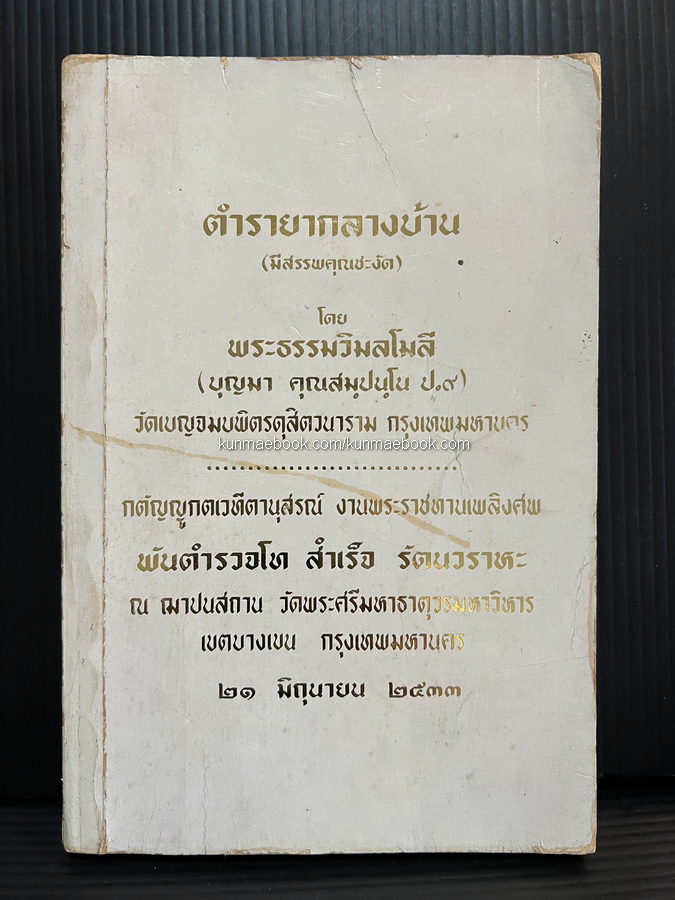 ตำรายากลางบ้าน
(มีสรรพคุณชะงัด)
โดย
พระธรรมวิมลโมลี
(บุญมา คุณสมฺปนฺโน ป.๙)
วัดเบญจมบพิตรดุสิตวนาราม กรุงเทพมหานคร
kunmaebook.com/kunmaebook.com
กตัญญูกตเวทีตานุสรณ์ งานพระราชทานเพลิงศพ
พันตำรวจโท สำเร็จ รัตนวราหะ
ณ ฌาปนสถาน วัดพระศรีมหาธาตุวรมหาวิหาร
เขตบางเขน กรุงเทพมหานคร
๒๑ มิถุนายน ๒๕๓๓